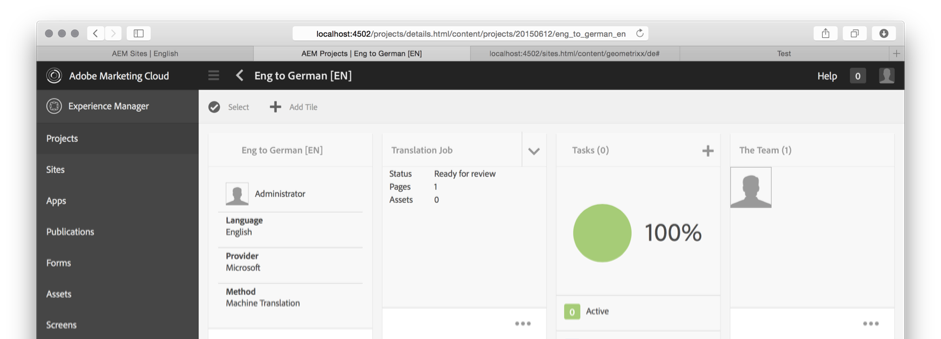 localhost:4502/projects/details.html/content/projects/20150612/eng_to_german_en
AEM Sites | English
AEM Projects | Eng to German [EN]
localhost:4502/sites.html/content/geometrixx/de#
Test
Adobe Marketing Cloud
Eng to German [EN]
Help
0
Experience Manager
Select
Add Tile
Projects
Sites
Apps
Publications
Forms
Assets
Screens
Eng to German [EN]
Administrator
Language
English
Provider
Microsoft
Method
Machine Translation
Translation Job
Status Ready for review
Pages 1
Assets 0
Tasks (0)
100%
0 Active
The Team (1)